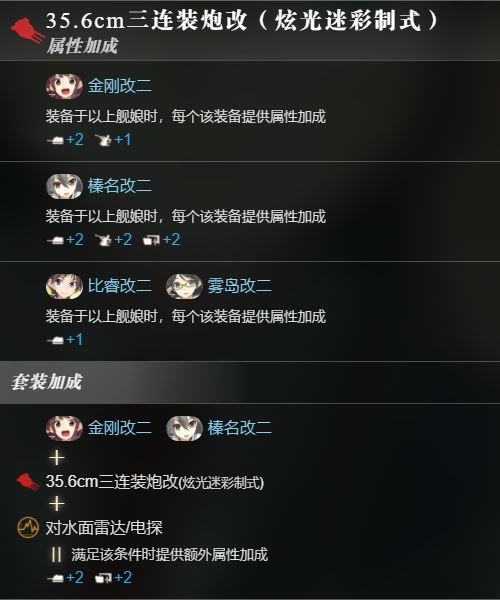 35.6cm三连装炮改（炫光迷彩制式）
属性加成
金刚改二
装备于以上舰娘时，每个该装备提供属性加成
+2 +1
榛名改二
装备于以上舰娘时，每个该装备提供属性加成
+2 +2 +2
比睿改二 雾岛改二
装备于以上舰娘时，每个该装备提供属性加成
+1
套装加成
金刚改二 榛名改二
+
35.6cm三连装炮改(炫光迷彩制式)
+
对水面雷达/电探
|| 满足该条件时提供额外属性加成
+2 +2